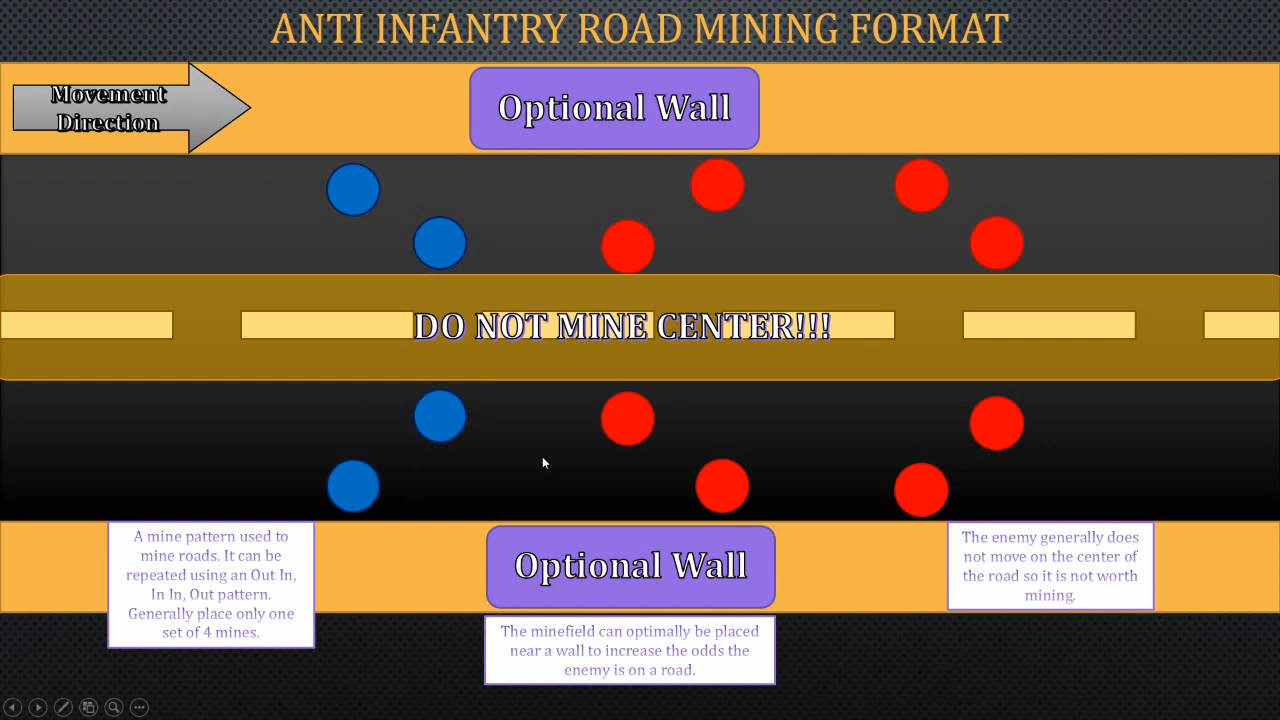 ANTI INFANTRY ROAD MINING FORMAT
Movement
Direction
Optional Wall
DO NOT MINE CENTER!!!
A mine pattern used to
mine roads. It can be
repeated using an Out In,
In In, Out pattern.
Generally place only one
set of 4 mines.
Optional Wall
The minefield can optimally be placed
near a wall to increase the odds the
enemy is on a road.
The enemy generally does
not move on the center of
the road so it is not worth
mining.